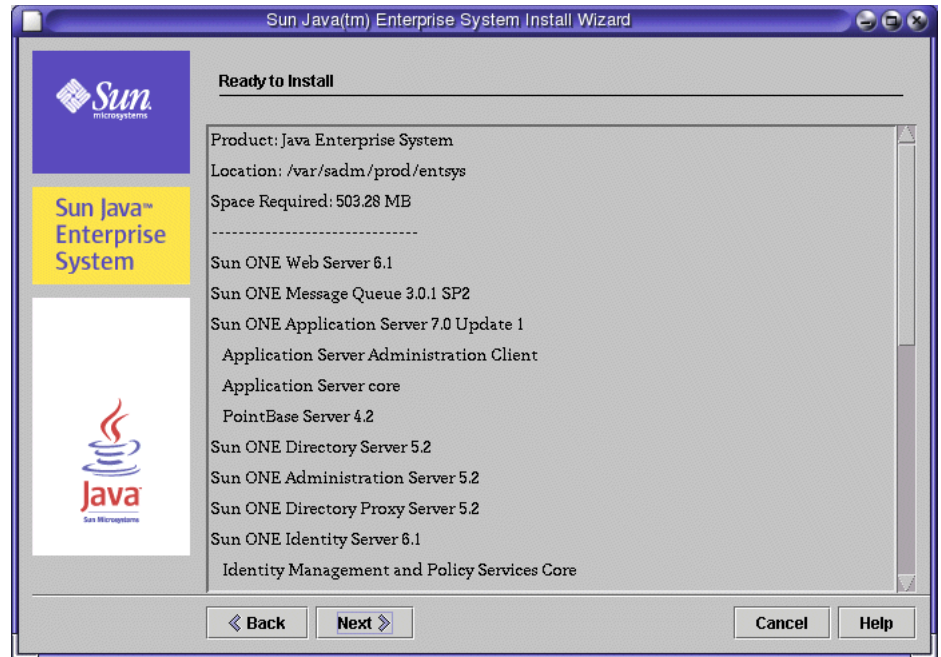 Sun Java(tm) Enterprise System Install Wizard
Sun
microsystems
Sun Java™
Enterprise
System
Java
Sun Microsystems
Ready to Install
Product: Java Enterprise System
Location: /var/sadm/prod/entsys
Space Required: 503.28 MB
------------------------------
Sun ONE Web Server 6.1
Sun ONE Message Queue 3.0.1 SP2
Sun ONE Application Server 7.0 Update 1
Application Server Administration Client
Application Server core
PointBase Server 4.2
Sun ONE Directory Server 5.2
Sun ONE Administration Server 5.2
Sun ONE Directory Proxy Server 5.2
Sun ONE Identity Server 6.1
Identity Management and Policy Services Core
Back
Next
Cancel
Help